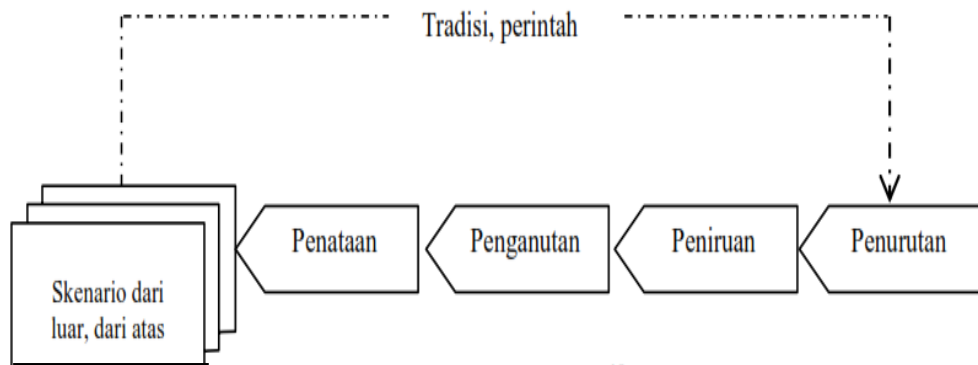 Tradisi, perintah
Penataan
Penganutan
Peniruan
Penurutan
Skenario dari
luar, dari atas